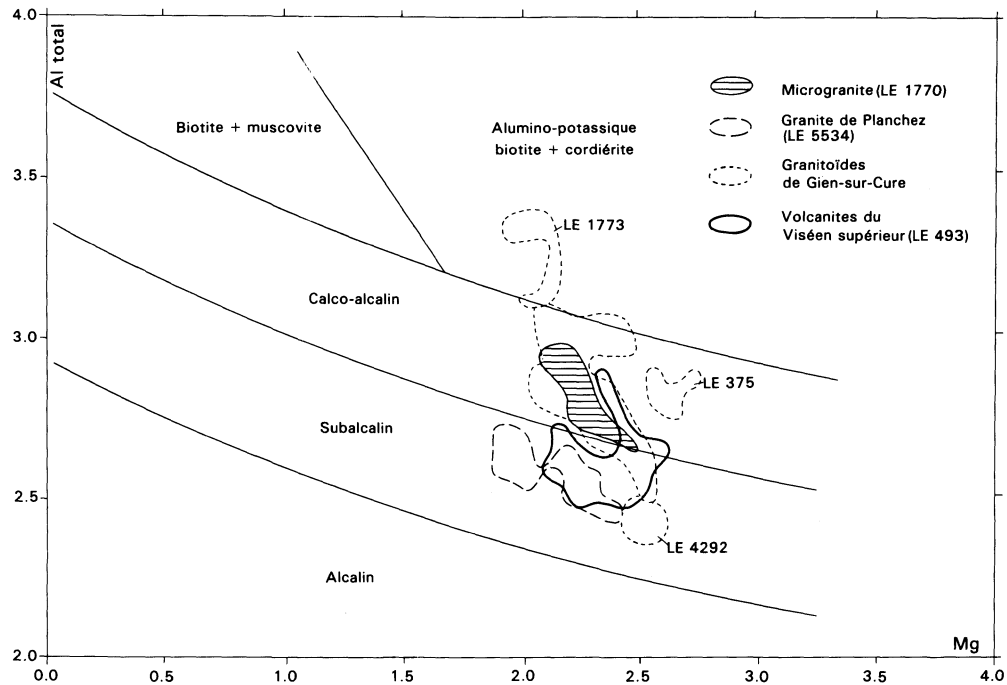 4.0
Al total
3.5
3.0
2.5
2.0
Biotite + muscovite
Alumino-potassique
biotite + cordiérite
Calco-alcalin
Subalcalin
Alcalin
Microgranite (LE 1770)
Granite de Planchez
(LE 5534)
Granitoïdes
de Gien-sur-Cure
Volcanites du
Viséen supérieur (LE 493)
LE 1773
LE 375
LE 4292
Mg
0.0 0.5 1.0 1.5 2.0 2.5 3.0 3.5 4.0